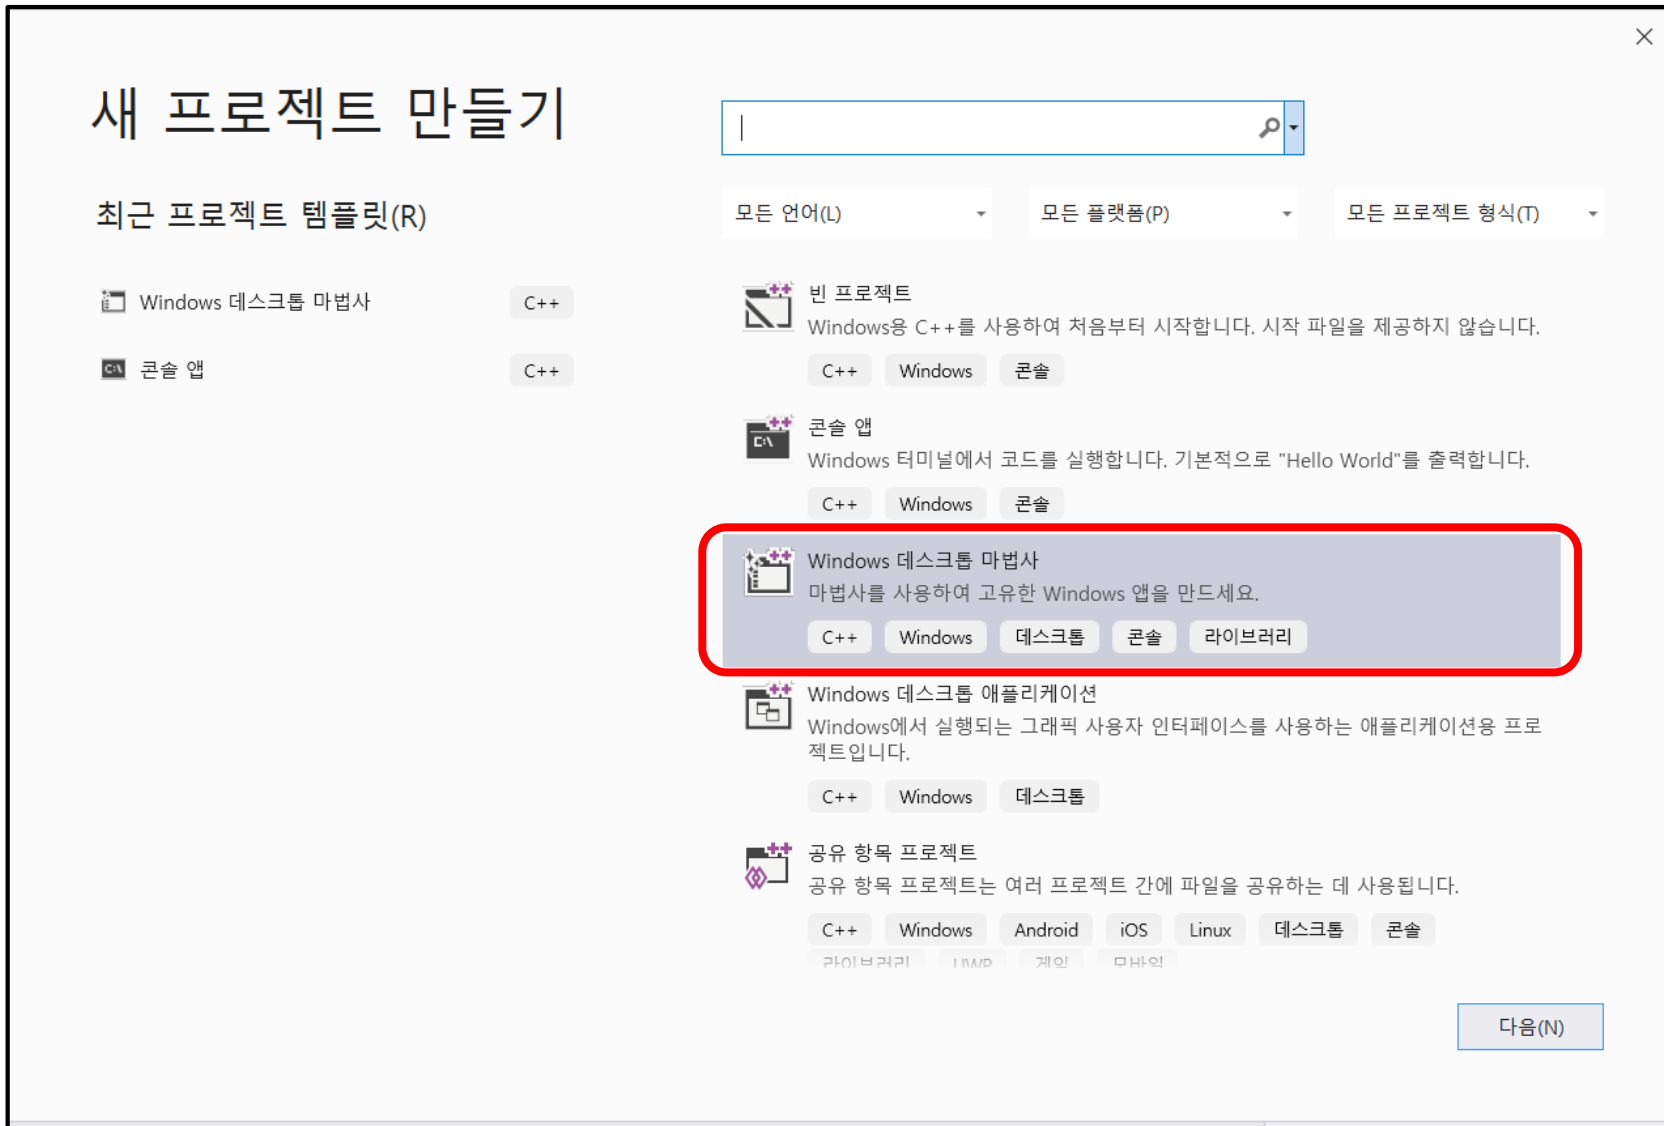 새 프로젝트 만들기
최근 프로젝트 템플릿(R)
Windows 데스크톱 마법사 C++
콘솔 앱 C++
모든 언어(L) 모든 플랫폼(P) 모든 프로젝트 형식(T)
빈 프로젝트
Windows용 C++를 사용하여 처음부터 시작합니다. 시작 파일을 제공하지 않습니다.
C++ Windows 콘솔
C:\ 콘솔 앱
Windows 터미널에서 코드를 실행합니다. 기본적으로 "Hello World"를 출력합니다.
C++ Windows 콘솔
Windows 데스크톱 마법사
마법사를 사용하여 고유한 Windows 앱을 만드세요.
C++ Windows 데스크톱 콘솔 라이브러리
Windows 데스크톱 애플리케이션
Windows에서 실행되는 그래픽 사용자 인터페이스를 사용하는 애플리케이션용 프로
젝트입니다.
C++ Windows 데스크톱
공유 항목 프로젝트
공유 항목 프로젝트는 여러 프로젝트 간에 파일을 공유하는 데 사용됩니다.
C++ Windows Android iOS Linux 데스크톱 콘솔
라이브러리 UWP 게임 모바일
다음(N)